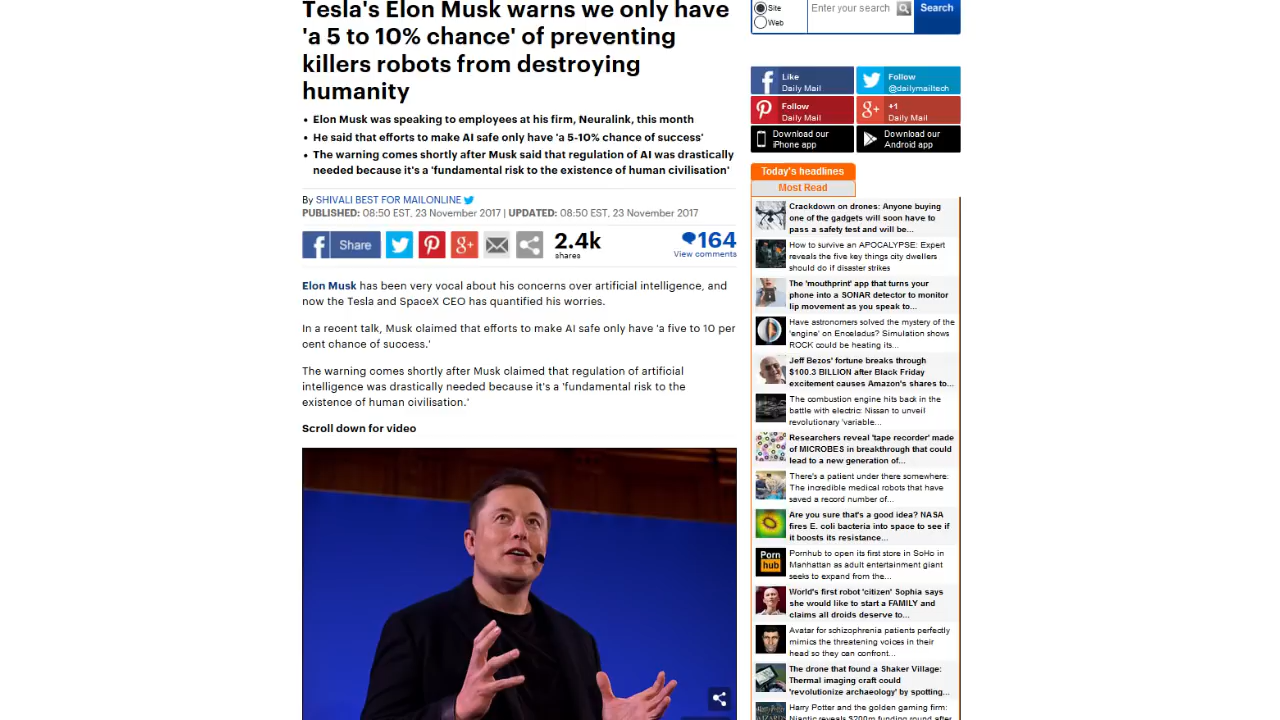 Tesla's Elon Musk warns we only have
'a 5 to 10% chance' of preventing
killers robots from destroying
humanity
• Elon Musk was speaking to employees at his firm, Neuralink, this month
• He said that efforts to make AI safe only have 'a 5-10% chance of success'
• The warning comes shortly after Musk said that regulation of AI was drastically
needed because it's a 'fundamental risk to the existence of human civilisation'
By SHIVALI BEST FOR MAILONLINE
PUBLISHED: 08:50 EST, 23 November 2017 | UPDATED: 08:50 EST, 23 November 2017
Share
2.4k
shares
164
View comments
Elon Musk has been very vocal about his concerns over artificial intelligence, and
now the Tesla and SpaceX CEO has quantified his worries.
In a recent talk, Musk claimed that efforts to make AI safe only have 'a five to 10 per
cent chance of success.'
The warning comes shortly after Musk claimed that regulation of artificial
intelligence was drastically needed because it's a 'fundamental risk to the
existence of human civilisation.'
Scroll down for video
Site
Web
Enter your search
Search
Like
Daily Mail
Follow
@dailymailtech
Follow
Daily Mail
+1
Daily Mail
Download our
iPhone app
Download our
Android app
Today's headlines
Most Read
Crackdown on drones: Anyone buying
one of the gadgets will soon have to
pass a safety test and will be...
How to survive an APOCALYPSE: Expert
reveals the five key things city dwellers
should do if disaster strikes
The 'mouthprint' app that turns your
phone into a SONAR detector to monitor
lip movement as you speak to...
Have astronomers solved the mystery of the
'engine' on Enceladus? Simulation shows
ROCK could be heating its...
Jeff Bezos' fortune breaks through
$100.3 BILLION after Black Friday
excitement causes Amazon's shares to...
The combustion engine hits back in the
battle with electric: Nissan to unveil
revolutionary 'variable...
Researchers reveal 'tape recorder' made
of MICROBES in breakthrough that could
lead to a new generation of...
There's a patient under there somewhere:
The incredible medical robots that have
saved a record number of...
Are you sure that's a good idea? NASA
fires E. coli bacteria into space to see if
it boosts its resistance...
Porn
hub
Pornhub to open its first store in SoHo in
Manhattan as adult entertainment giant
seeks to expand from the...
World's first robot 'citizen' Sophia says
she would like to start a FAMILY and
claims all droids deserve to...
Avatar for schizophrenia patients perfectly
mimics the threatening voices in their
head so they can confront...
The drone that found a Shaker Village:
Thermal imaging craft could
'revolutionize archaeology' by spotting...
Harry Potter and the golden gaming firm:
Niantic reveals $200m funding round after